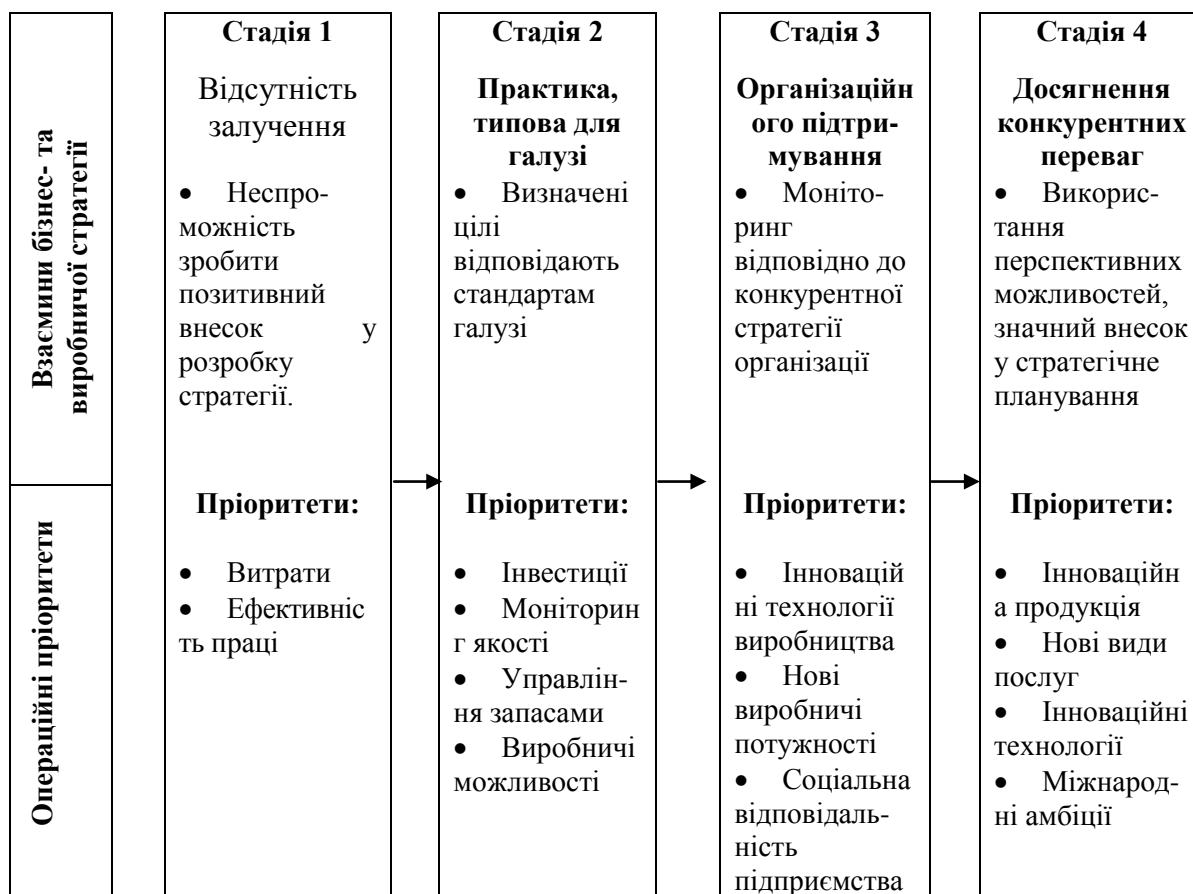 Взаємини бізнес- та
виробничої стратегії
Операційні пріоритети
Стадія 1
Відсутність
залучення
• Неспро-
можність
зробити
позитивний
внесок у
розробку
стратегії.
Пріоритети:
• Витрати
• Ефективніс
ть праці
Стадія 2
Практика,
типова для
галузі
• Визначені
цілі
відповідають
стандартам
галузі
Пріоритети:
• Інвестиції
• Моніторин
г якості
• Управлін-
ня запасами
• Виробничі
можливості
Стадія 3
Організаційн
ого підтри-
мування
• Моніто-
ринг
відповідно до
конкурентної
стратегії
організації
Пріоритети:
• Інновацій
ні технології
виробництва
• Нові
виробничі
потужності
• Соціальна
відповідаль-
ність
підприємства
Стадія 4
Досягнення
конкурентних
переваг
• Викорис-
тання
перспективних
можливостей,
значний внесок
у стратегічне
планування
Пріоритети:
• Інноваційн
а продукція
• Нові види
послуг
• Інноваційні
технології
• Міжнарод-
ні амбіції